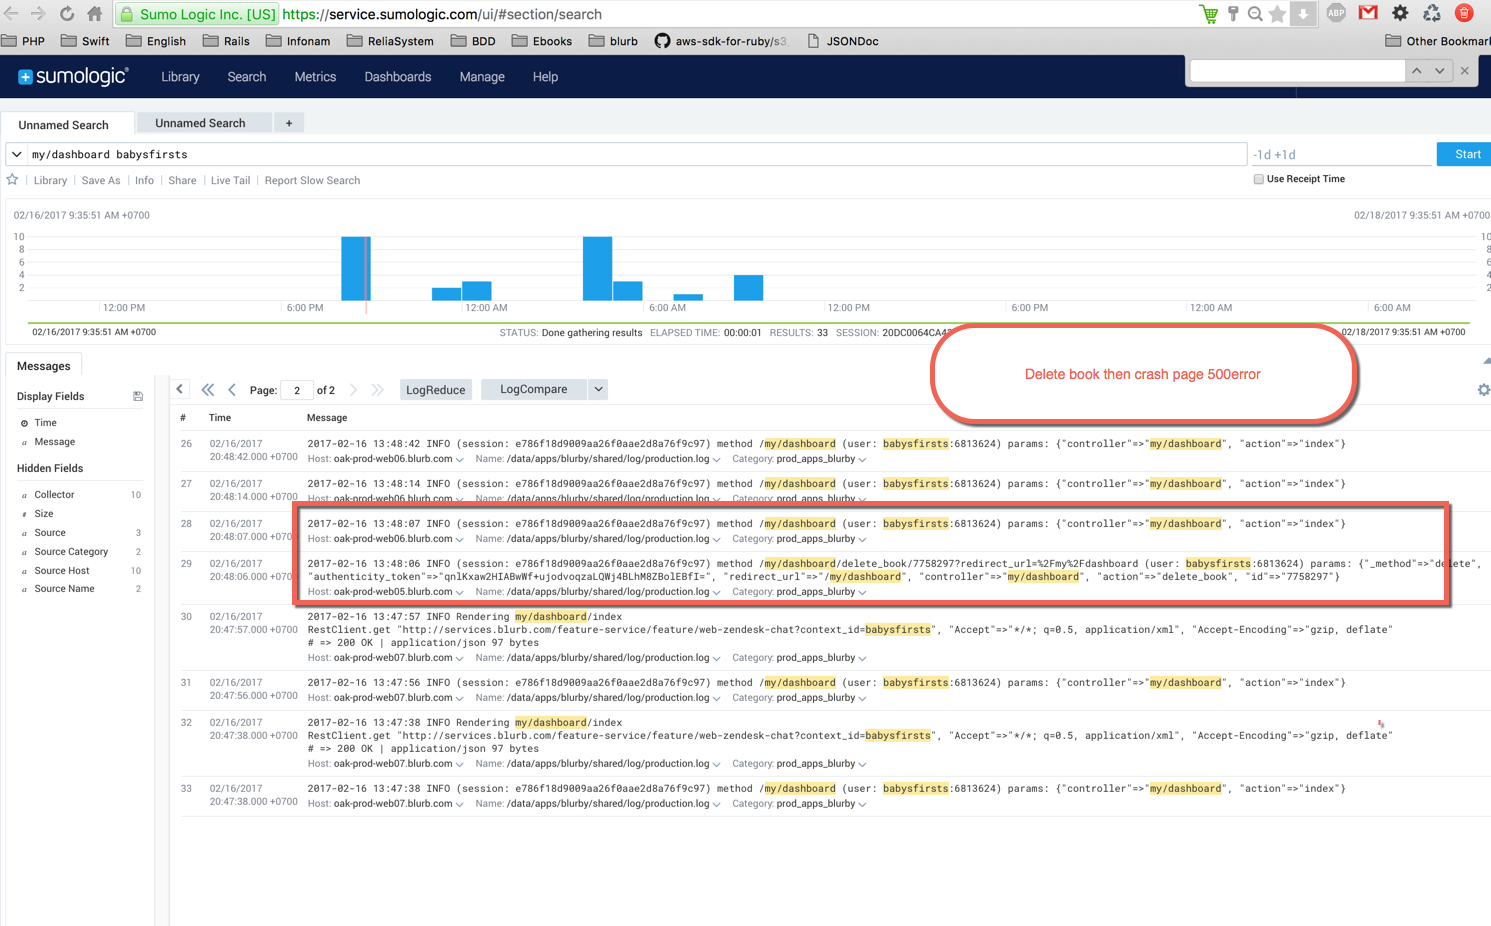 Sumo Logic Inc. [US] https://service.sumologic.com/ui/#section/search
ABP
PHP Swift English Rails Infonam ReliaSystem BDD Ebooks blurb aws-sdk-for-ruby/s3 JSONDoc Other Bookmar
sumologic Library Search Metrics Dashboards Manage Help
Unnamed Search Unnamed Search +
my/dashboard babysfirsts -1d +1d Start
Library Save As Info Share Live Tail Report Slow Search Use Receipt Time
02/16/2017 9:35:51 AM +0700 02/18/2017 9:35:51 AM +0700
10 10
8 8
6 6
4 4
2 2
12:00 PM 6:00 PM 12:00 AM 6:00 AM 12:00 PM 6:00 PM 12:00 AM 6:00 AM
02/16/2017 9:35:51 AM +0700 STATUS: Done gathering results ELAPSED TIME: 00:00:01 RESULTS: 33 SESSION: 20DC0064CA43 02/18/2017 9:35:51 AM +0700
Delete book then crash page 500error
Messages
Display Fields
a Time
a Message
Hidden Fields
a Collector 10
# Size
a Source 3
a Source Category 2
a Source Host 10
a Source Name 2
Page: 2 of 2 LogReduce LogCompare
# Time Message
26 02/16/2017 20:48:42.000 +0700 2017-02-16 13:48:42 INFO (session: e786f18d9009aa26f0aae2d8a76f9c97) method /my/dashboard (user: babysfirsts:6813624) params: {"controller"=>"my/dashboard", "action"=>"index"}
Host: oak-prod-web06.blurb.com Name: /data/apps/blurby/shared/log/production.log Category: prod_apps_blurby
27 02/16/2017 20:48:14.000 +0700 2017-02-16 13:48:14 INFO (session: e786f18d9009aa26f0aae2d8a76f9c97) method /my/dashboard (user: babysfirsts:6813624) params: {"controller"=>"my/dashboard", "action"=>"index"}
Host: oak-prod-web06.blurb.com Name: /data/apps/blurby/shared/log/production.log Category: prod_apps_blurby
28 02/16/2017 20:48:07.000 +0700 2017-02-16 13:48:07 INFO (session: e786f18d9009aa26f0aae2d8a76f9c97) method /my/dashboard (user: babysfirsts:6813624) params: {"controller"=>"my/dashboard", "action"=>"index"}
Host: oak-prod-web06.blurb.com Name: /data/apps/blurby/shared/log/production.log Category: prod_apps_blurby
29 02/16/2017 20:48:06.000 +0700 2017-02-16 13:48:06 INFO (session: e786f18d9009aa26f0aae2d8a76f9c97) method /my/dashboard/delete_book/7758297?redirect_url=%2Fmy%2Fdashboard (user: babysfirsts:6813624) params: {"_method"=>"delete",
"authenticity_token"=>"qnlKxaw2HIABwWf+ujodvoqzaLQWj4BLhM8ZBolEBfI=", "redirect_url"=>"/my/dashboard", "controller"=>"my/dashboard", "action"=>"delete_book", "id"=>"7758297"}
Host: oak-prod-web05.blurb.com Name: /data/apps/blurby/shared/log/production.log Category: prod_apps_blurby
30 02/16/2017 20:47:57.000 +0700 2017-02-16 13:47:57 INFO Rendering my/dashboard/index
RestClient.get "http://services.blurb.com/feature-service/feature/web-zendesk-chat?context_id=babysfirsts", "Accept"=>"*/*; q=0.5, application/xml", "Accept-Encoding"=>"gzip, deflate"
# => 200 OK | application/json 97 bytes
Host: oak-prod-web07.blurb.com Name: /data/apps/blurby/shared/log/production.log Category: prod_apps_blurby
31 02/16/2017 20:47:56.000 +0700 2017-02-16 13:47:56 INFO (session: e786f18d9009aa26f0aae2d8a76f9c97) method /my/dashboard (user: babysfirsts:6813624) params: {"controller"=>"my/dashboard", "action"=>"index"}
Host: oak-prod-web07.blurb.com Name: /data/apps/blurby/shared/log/production.log Category: prod_apps_blurby
32 02/16/2017 20:47:38.000 +0700 2017-02-16 13:47:38 INFO Rendering my/dashboard/index
RestClient.get "http://services.blurb.com/feature-service/feature/web-zendesk-chat?context_id=babysfirsts", "Accept"=>"*/*; q=0.5, application/xml", "Accept-Encoding"=>"gzip, deflate"
# => 200 OK | application/json 97 bytes
Host: oak-prod-web07.blurb.com Name: /data/apps/blurby/shared/log/production.log Category: prod_apps_blurby
33 02/16/2017 20:47:38.000 +0700 2017-02-16 13:47:38 INFO (session: e786f18d9009aa26f0aae2d8a76f9c97) method /my/dashboard (user: babysfirsts:6813624) params: {"controller"=>"my/dashboard", "action"=>"index"}
Host: oak-prod-web07.blurb.com Name: /data/apps/blurby/shared/log/production.log Category: prod_apps_blurby